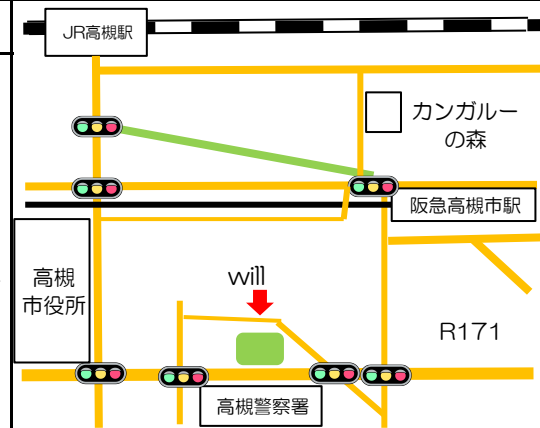 JR高槻駅
カンガルー
の森
阪急高槻市駅
高槻
市役所
will
R171
高槻警察署